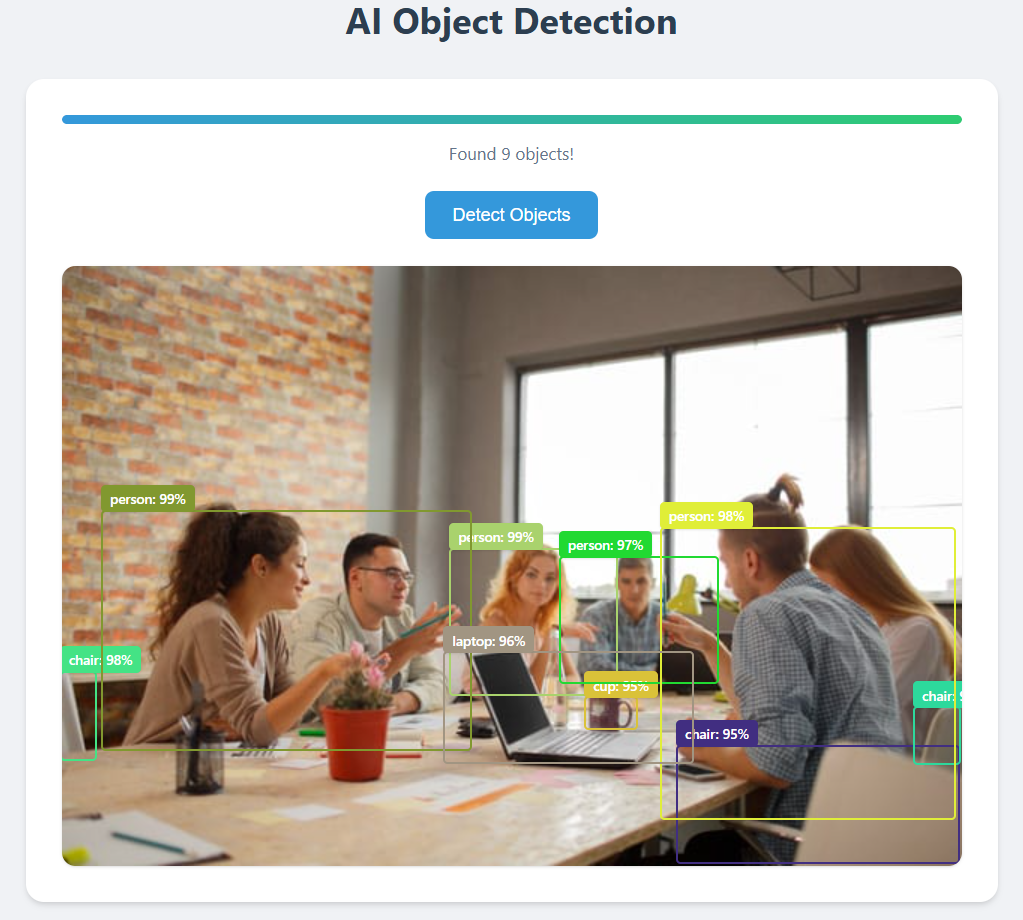 AI Object Detection
Found 9 objects!
Detect Objects
person: 99%
person: 98%
person: 99%
person: 97%
laptop: 96%
chair: 98%
cup: 95%
chair: 9
chair: 95%